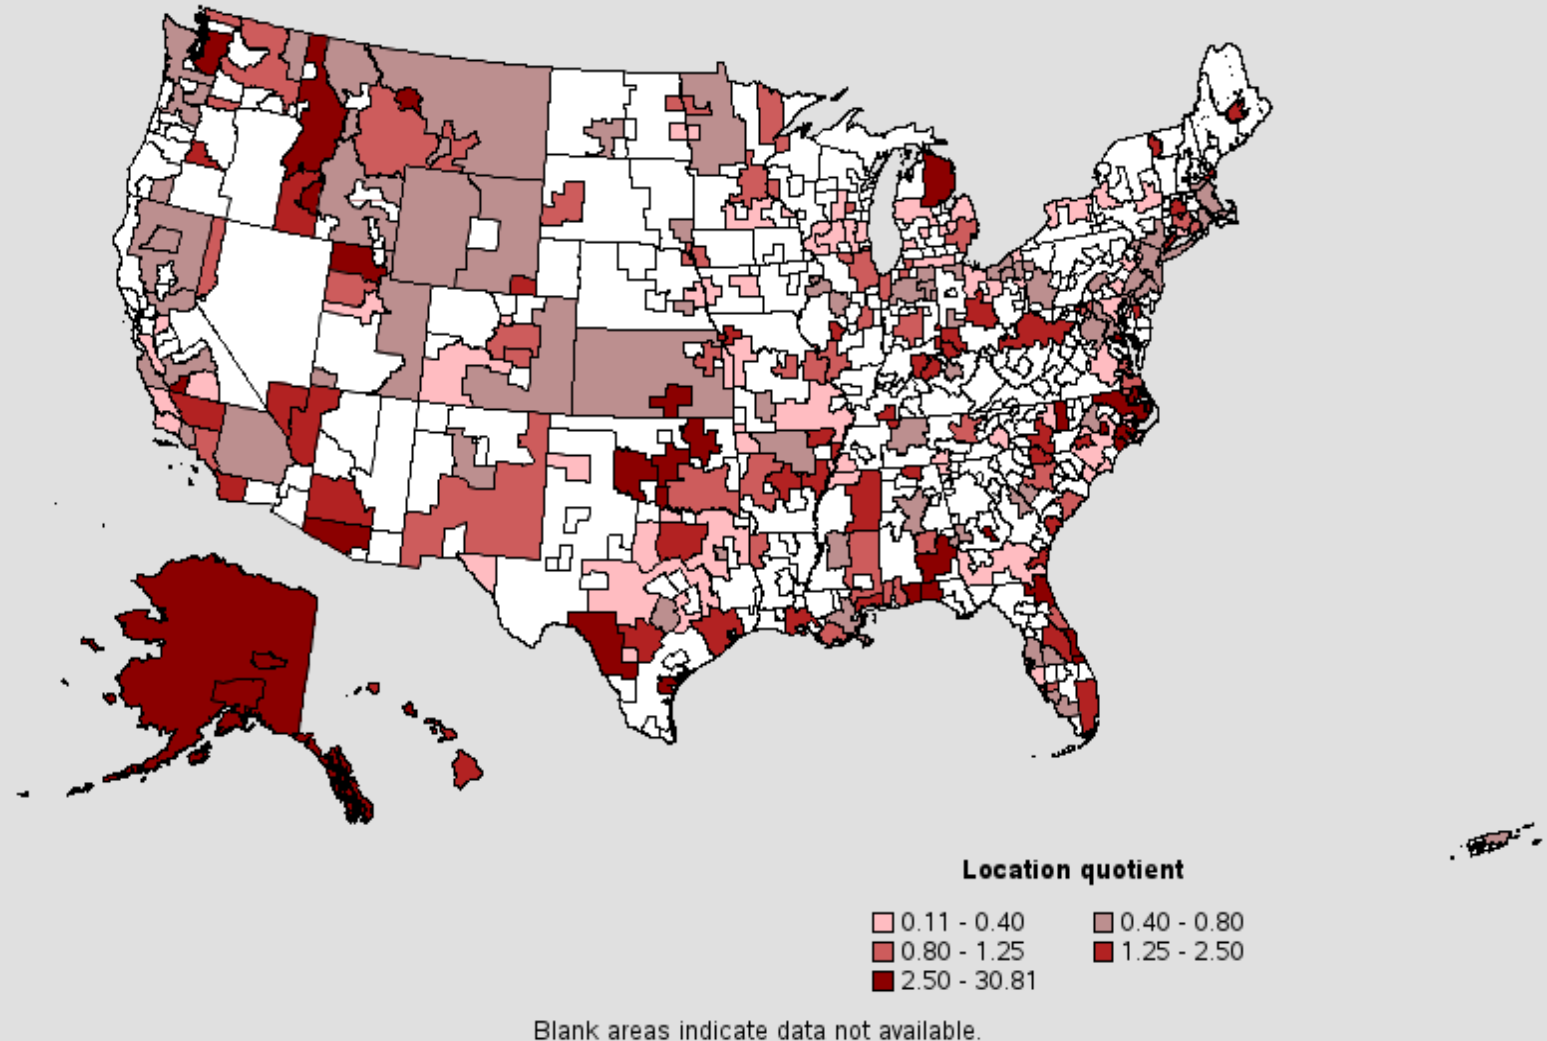 Location quotient
0.11 - 0.40 0.40 - 0.80
0.80 - 1.25 1.25 - 2.50
2.50 - 30.81
Blank areas indicate data not available.